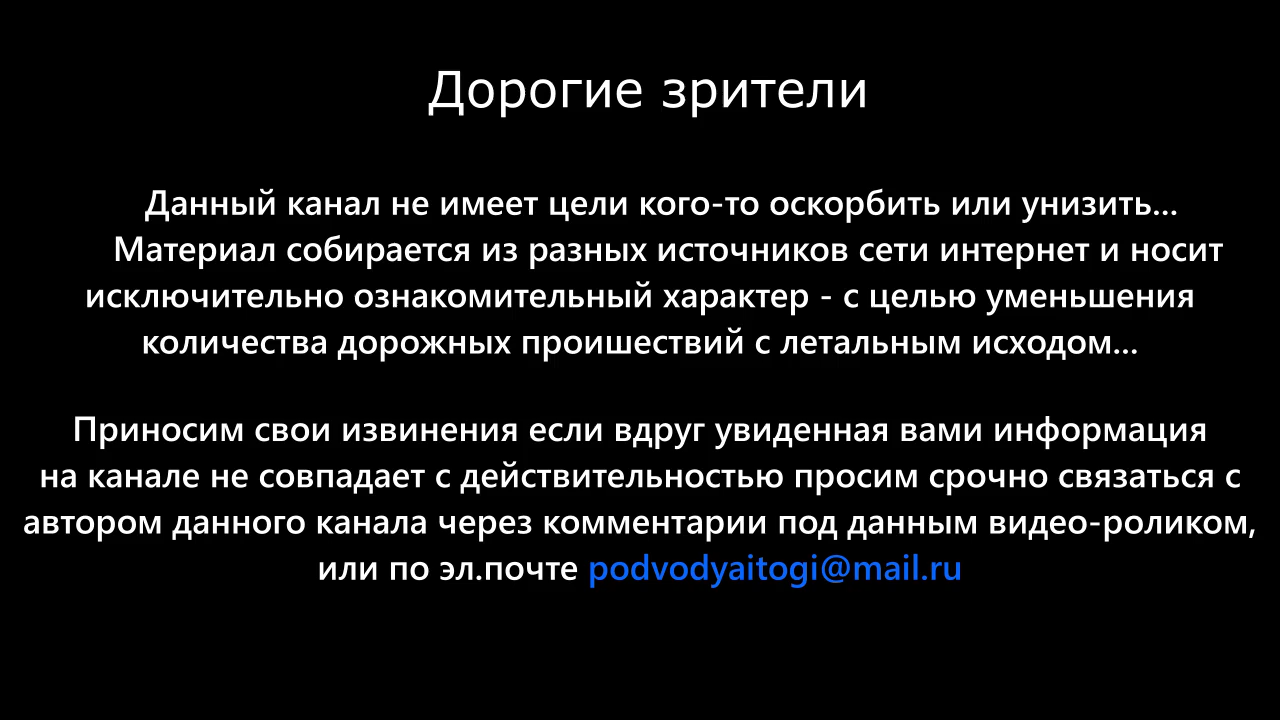 Дорогие зрители
Данный канал не имеет цели кого-то оскорбить или унизить...
Материал собирается из разных источников сети интернет и носит
исключительно ознакомительный характер - с целью уменьшения
количества дорожных проишествий с летальным исходом...
Приносим свои извинения если вдруг увиденная вами информация
на канале не совпадает с действительностью просим срочно связаться с
автором данного канала через комментарии под данным видео-роликом,
или по эл.почте podvodyaitogi@mail.ru